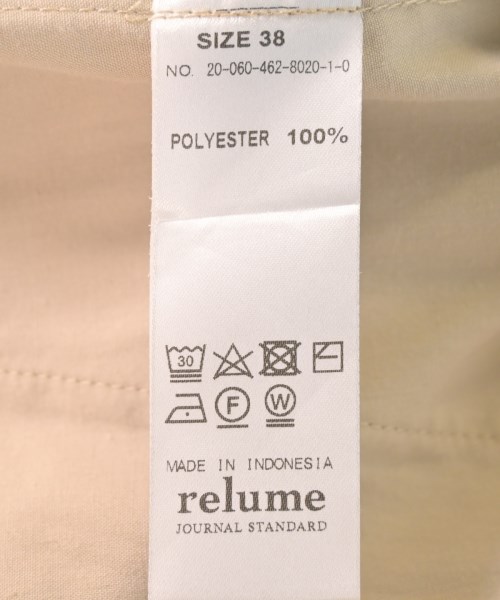 SIZE 38
NO. 20-060-462-8020-1-0
POLYESTER 100%
30
F W
MADE IN INDONESIA
relume
JOURNAL STANDARD